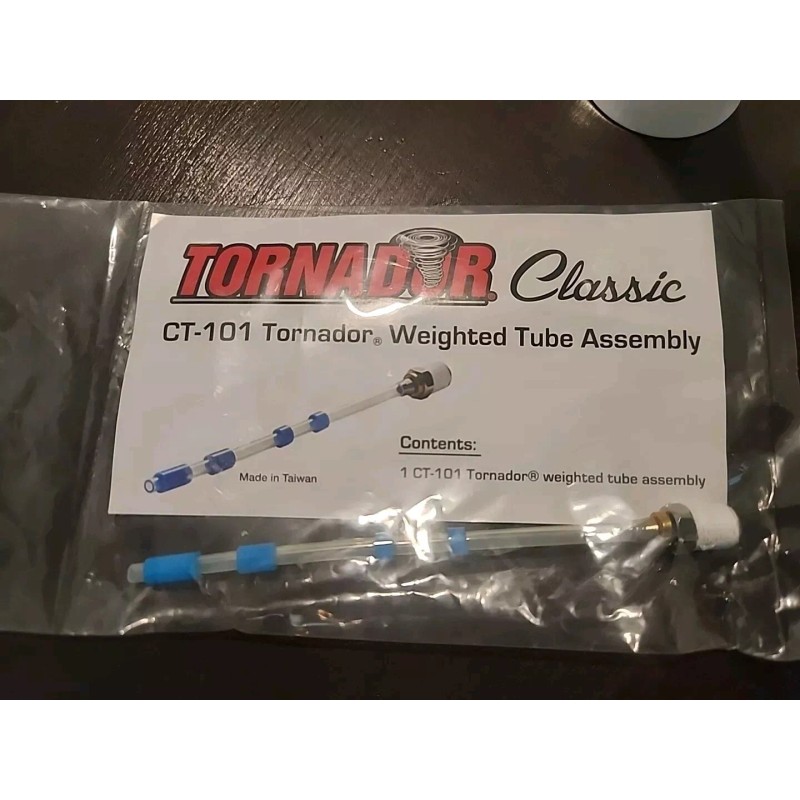 TORNADOR® Classic
CT-101 Tornador® Weighted Tube Assembly
Contents:
Made in Taiwan
1 CT-101 Tornador® weighted tube assembly